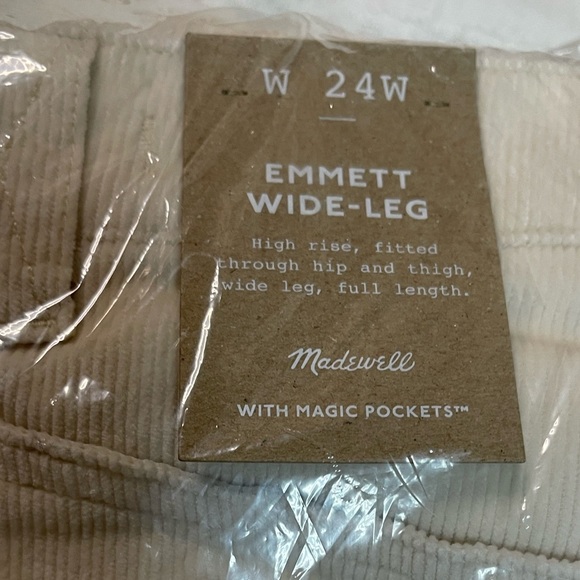 W 24W
EMMETT
WIDE-LEG
High rise, fitted
through hip and thigh,
wide leg, full length.
Madewell
WITH MAGIC POCKETS™